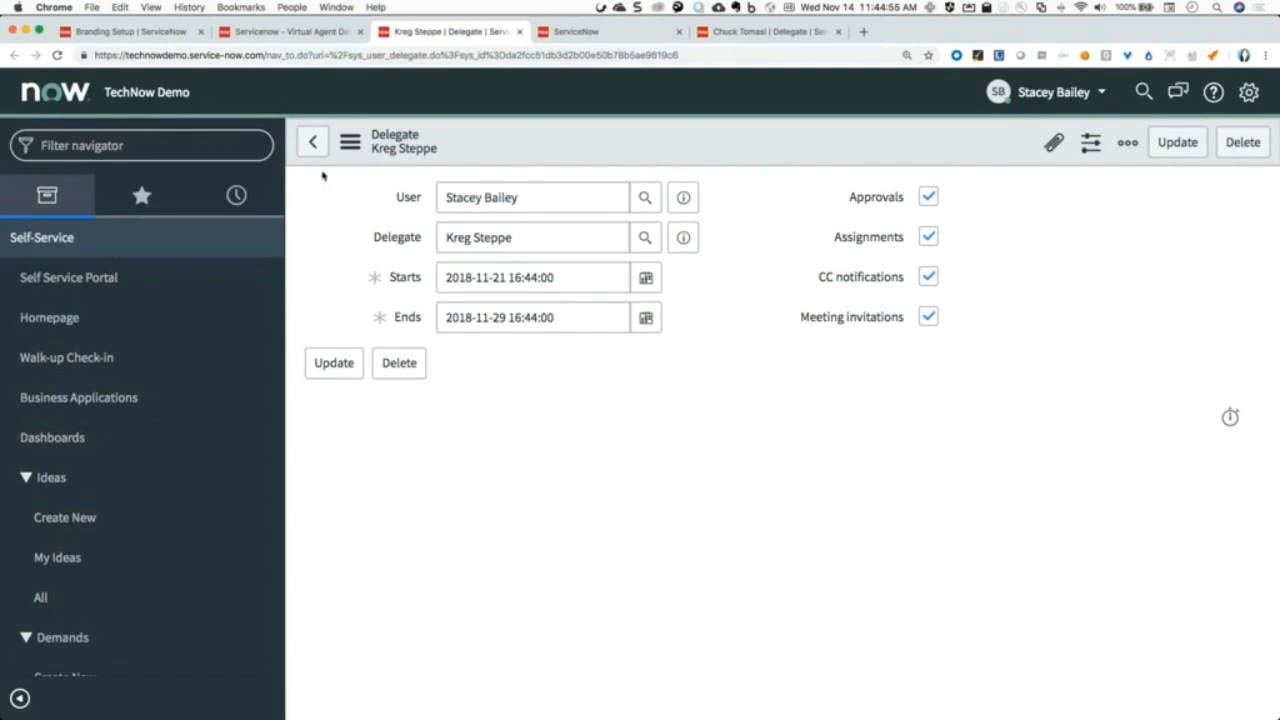 Chrome File Edit View History Bookmarks People Window Help 100% Wed Nov 14 11:44:55 AM
Branding Setup | ServiceNow
Servicenow - Virtual Agent De
Kreg Steppe | Delegate | Servi
ServiceNow
Chuck Tomasi | Delegate | Ser
https://technowdemo.service-now.com/nav_to.do?uri=%2Fsys_user_delegate.do%3Fsys_id%3Dda2fcc51db3d2b00e50b78b5ae9619c6
now TechNow Demo
SB Stacey Bailey
Filter navigator
Delegate
Kreg Steppe
Update Delete
Self-Service
Self Service Portal
Homepage
Walk-up Check-in
Business Applications
Dashboards
Ideas
Create New
My Ideas
All
Demands
User Stacey Bailey
Delegate Kreg Steppe
Starts 2018-11-21 16:44:00
Ends 2018-11-29 16:44:00
Approvals
Assignments
CC notifications
Meeting invitations
Update Delete